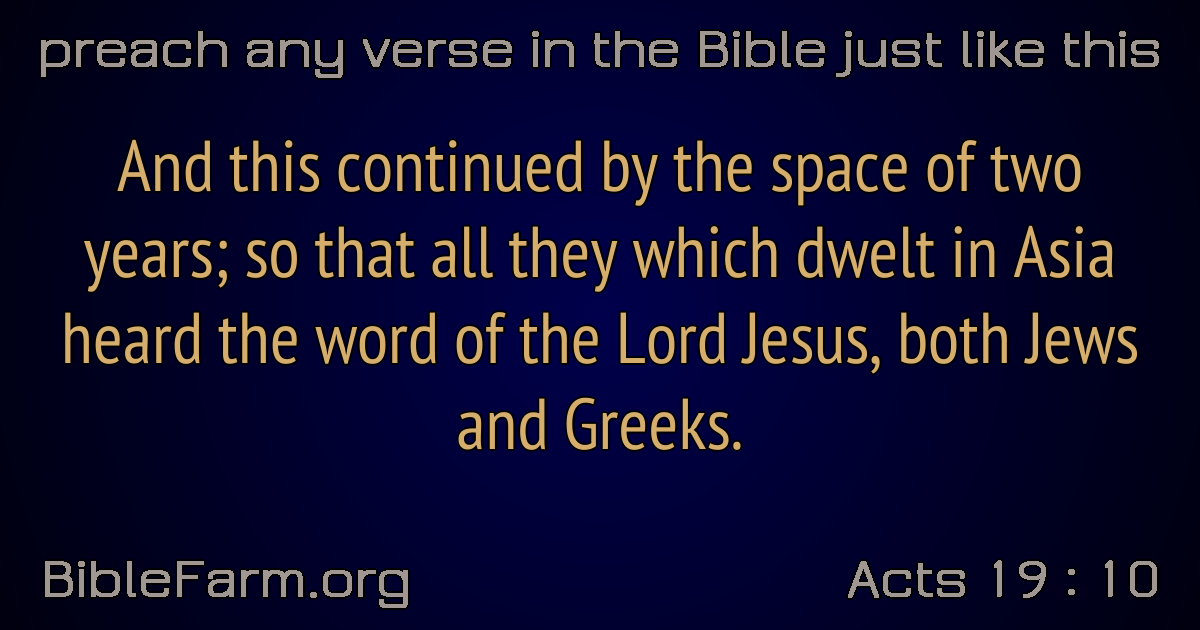 preach any verse in the Bible just like this
And this continued by the space of two
years; so that all they which dwelt in Asia
heard the word of the Lord Jesus, both Jews
and Greeks.
BibleFarm.org
Acts 19 : 10